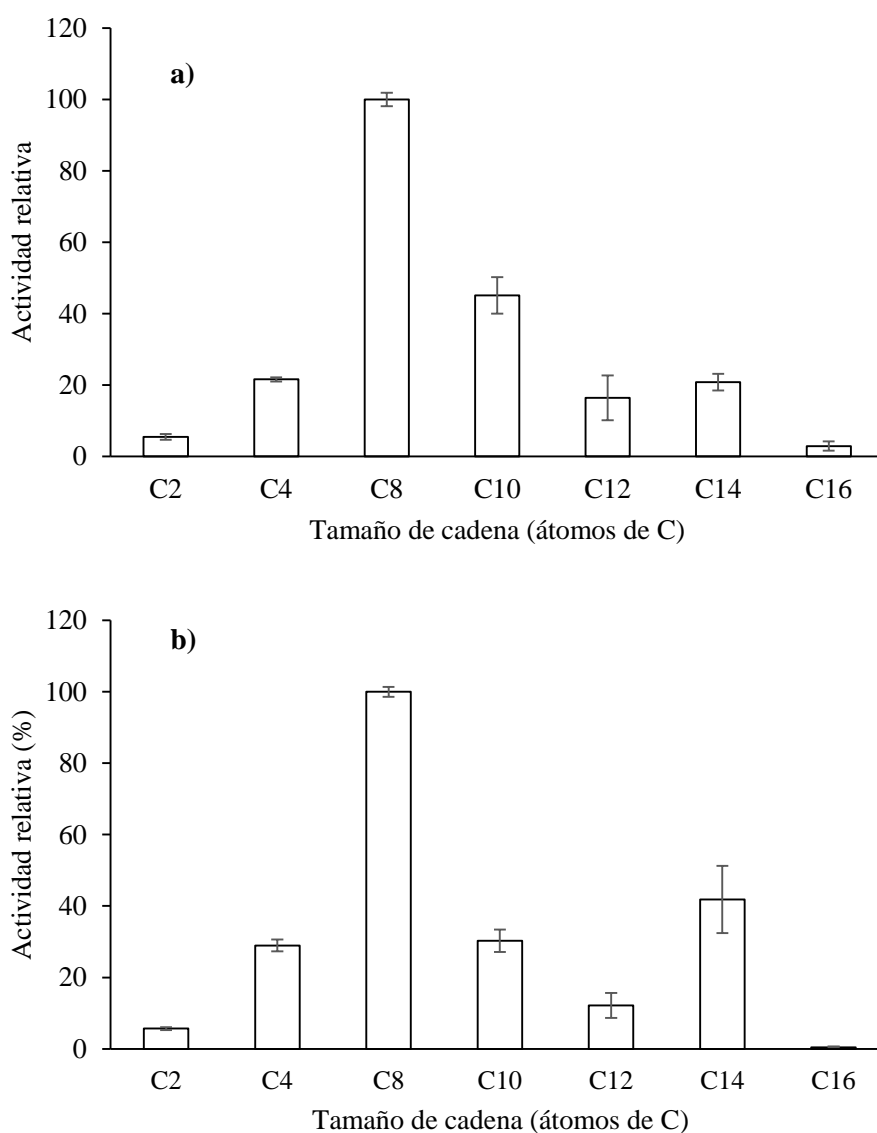 a)
120
100
80
60
40
20
0
Actividad relativa
C2 C4 C8 C10 C12 C14 C16
Tamaño de cadena (átomos de C)
b)
120
100
80
60
40
20
0
Actividad relativa (%)
C2 C4 C8 C10 C12 C14 C16
Tamaño de cadena (átomos de C)